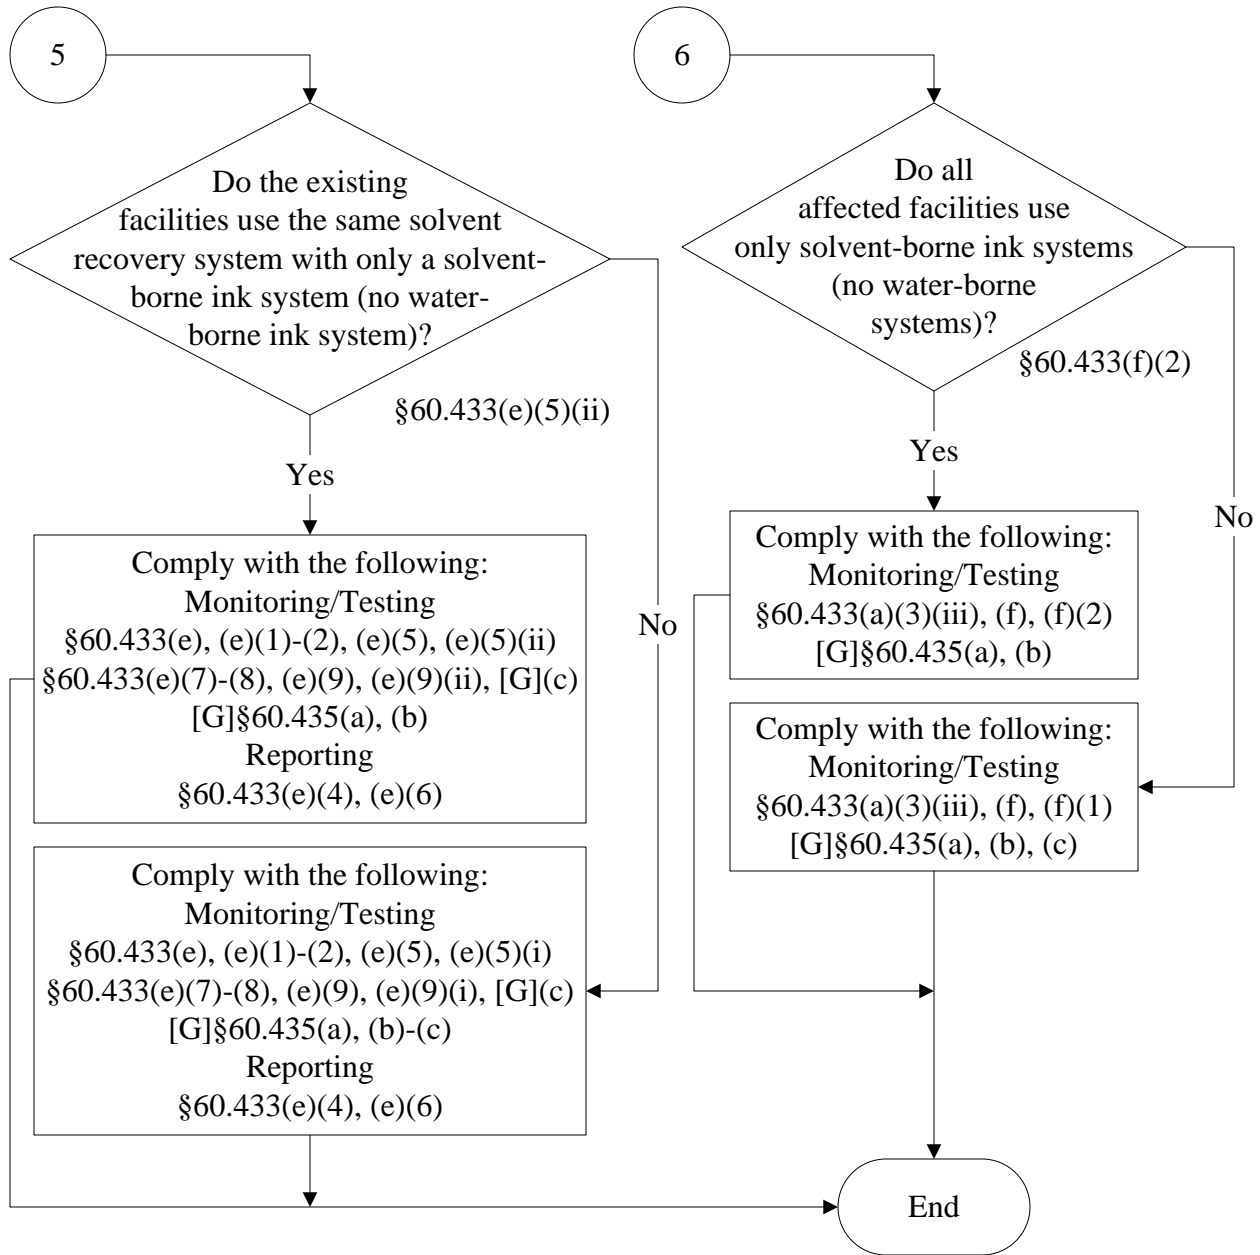 5
Do the existing
facilities use the same solvent
recovery system with only a solvent-
borne ink system (no water-
borne ink system)?
§60.433(e)(5)(ii)
Yes
No
Comply with the following:
Monitoring/Testing
§60.433(e), (e)(1)-(2), (e)(5), (e)(5)(ii)
§60.433(e)(7)-(8), (e)(9), (e)(9)(ii), [G](c)
[G]§60.435(a), (b)
Reporting
§60.433(e)(4), (e)(6)
Comply with the following:
Monitoring/Testing
§60.433(e), (e)(1)-(2), (e)(5), (e)(5)(i)
§60.433(e)(7)-(8), (e)(9), (e)(9)(i), [G](c)
[G]§60.435(a), (b)-(c)
Reporting
§60.433(e)(4), (e)(6)
6
Do all
affected facilities use
only solvent-borne ink systems
(no water-borne
systems)?
§60.433(f)(2)
Yes
No
Comply with the following:
Monitoring/Testing
§60.433(a)(3)(iii), (f), (f)(2)
[G]§60.435(a), (b)
Comply with the following:
Monitoring/Testing
§60.433(a)(3)(iii), (f), (f)(1)
[G]§60.435(a), (b), (c)
End